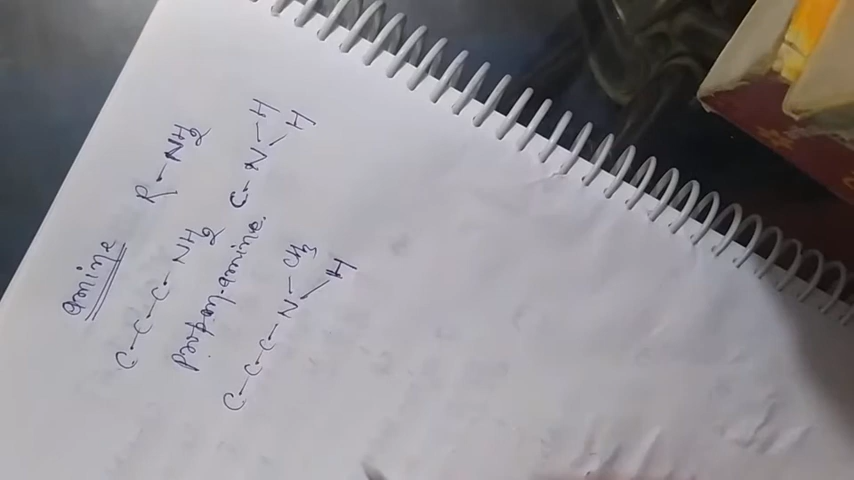 amine R-NH2
C-C-C-NH2 C-N-H
H
propan-amine.
C-C-C-N-CH3
H